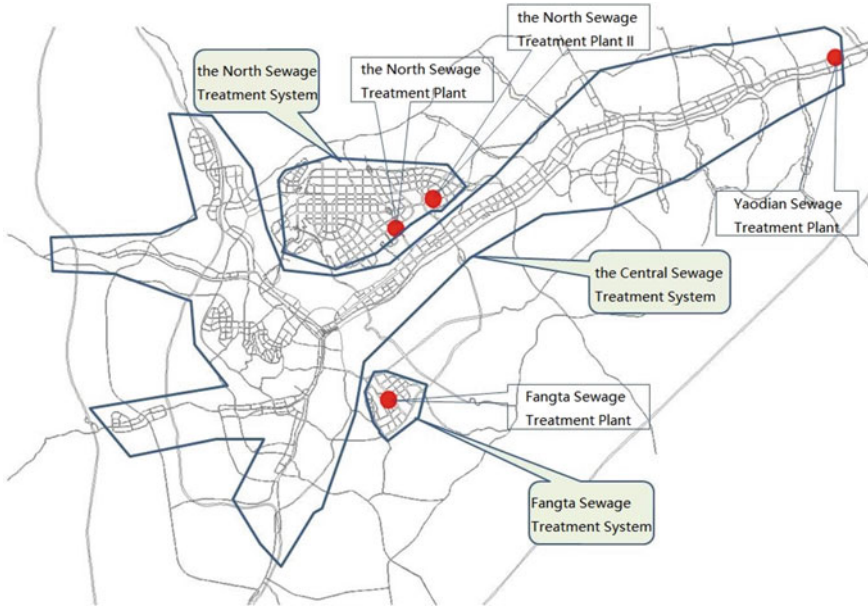 the North Sewage
Treatment Plant II
the North Sewage
Treatment System
the North Sewage
Treatment Plant
Yaodian Sewage
Treatment Plant
the Central Sewage
Treatment System
Fangta Sewage
Treatment Plant
Fangta Sewage
Treatment System